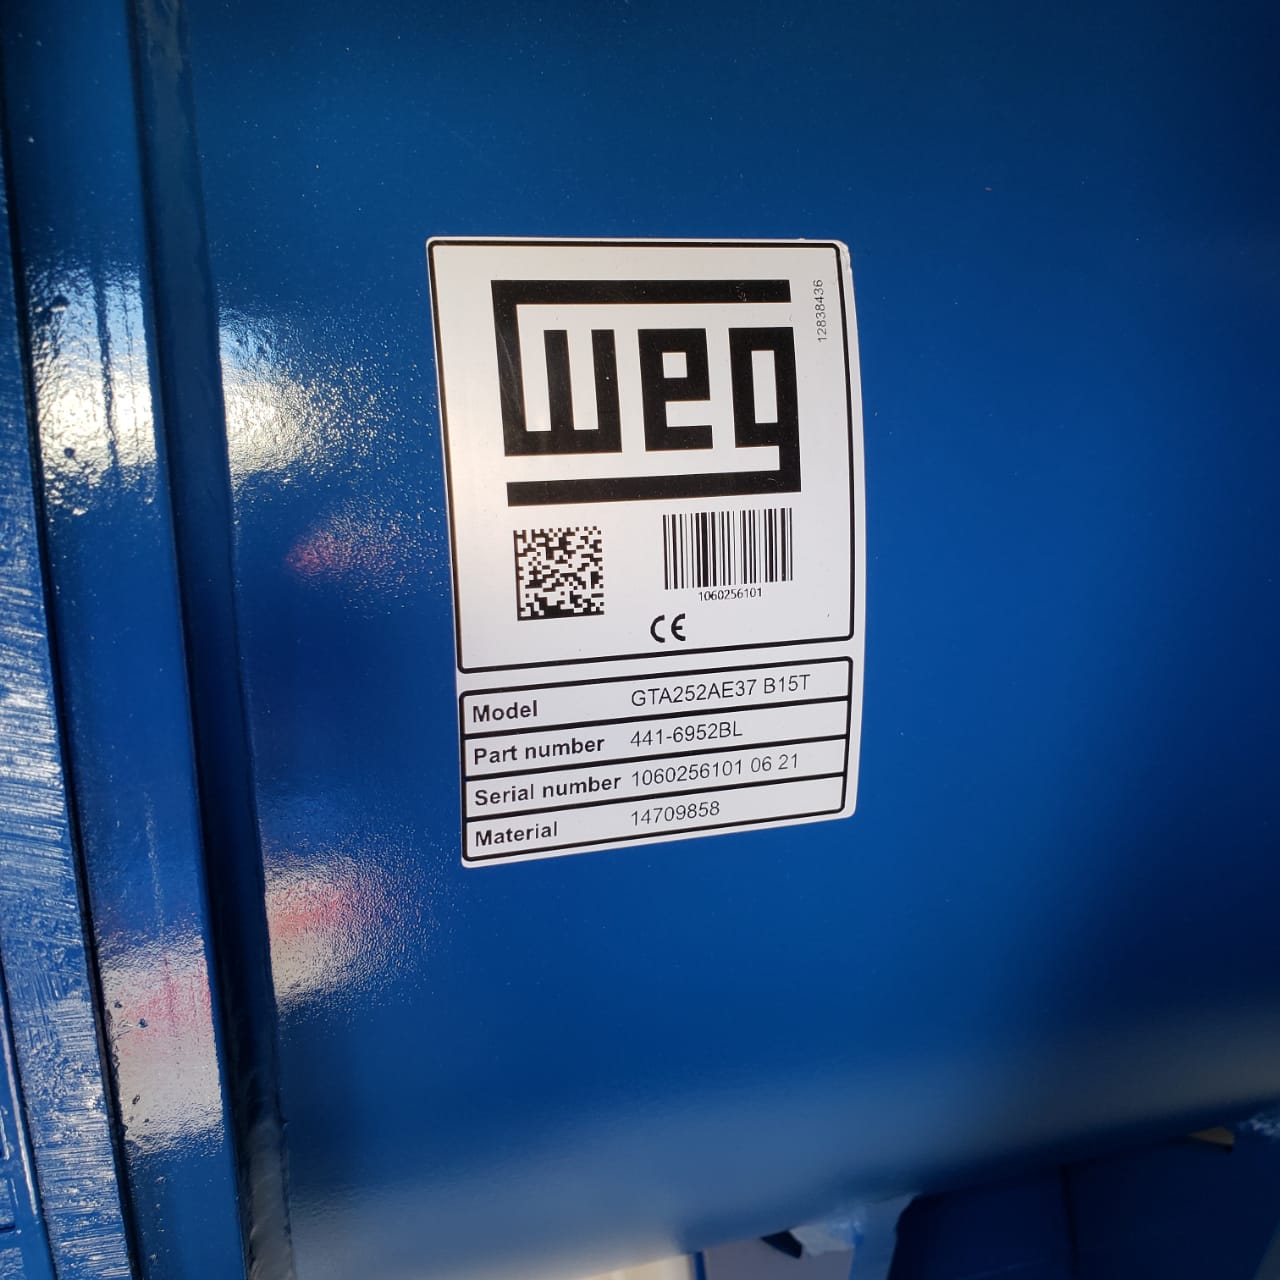 weg
12838436
1060256101
CE
Model GTA252AE37 B15T
Part number 441-6952BL
Serial number 1060256101 06 21
Material 14709858